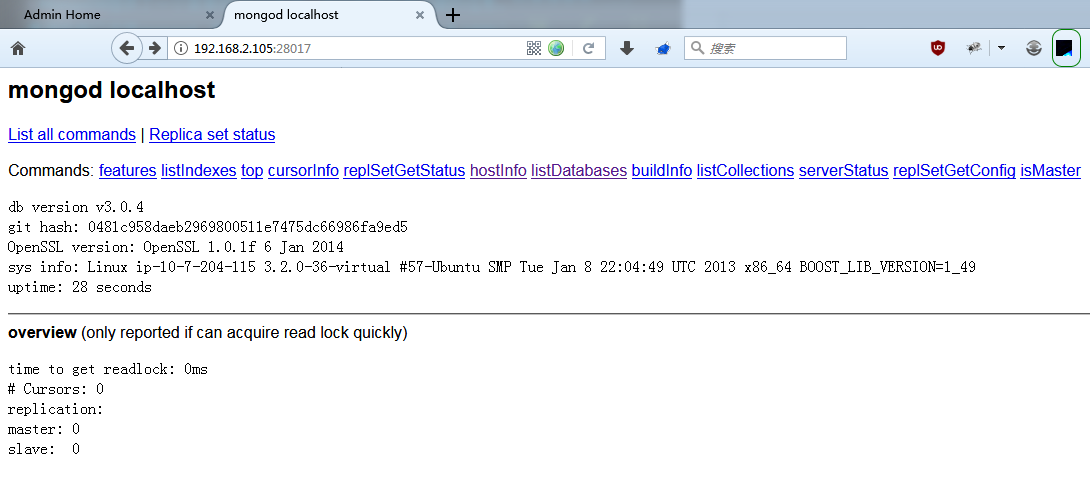 Admin Home
mongod localhost
192.168.2.105:28017
搜索
mongod localhost
List all commands | Replica set status
Commands: features listIndexes top cursorInfo replSetGetStatus hostInfo listDatabases buildInfo listCollections serverStatus replSetGetConfig isMaster
db version v3.0.4
git hash: 0481c958daeb2969800511e7475dc66986fa9ed5
OpenSSL version: OpenSSL 1.0.1f 6 Jan 2014
sys info: Linux ip-10-7-204-115 3.2.0-36-virtual #57-Ubuntu SMP Tue Jan 8 22:04:49 UTC 2013 x86_64 BOOST_LIB_VERSION=1_49
uptime: 28 seconds
overview (only reported if can acquire read lock quickly)
time to get readlock: 0ms
# Cursors: 0
replication:
master: 0
slave:  0